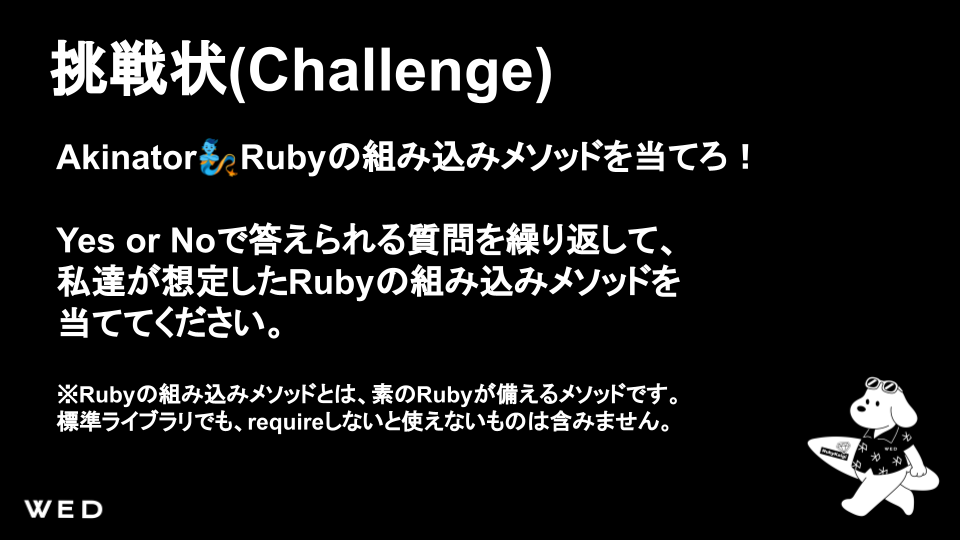 挑戦状(Challenge)
Akinator🧞Rubyの組み込みメソッドを当てろ！
Yes or Noで答えられる質問を繰り返して、
私達が想定したRubyの組み込みメソッドを
当ててください。
※Rubyの組み込みメソッドとは、素のRubyが備えるメソッドです。
標準ライブラリでも、requireしないと使えないものは含みません。
WED
RubyKaigi
WED